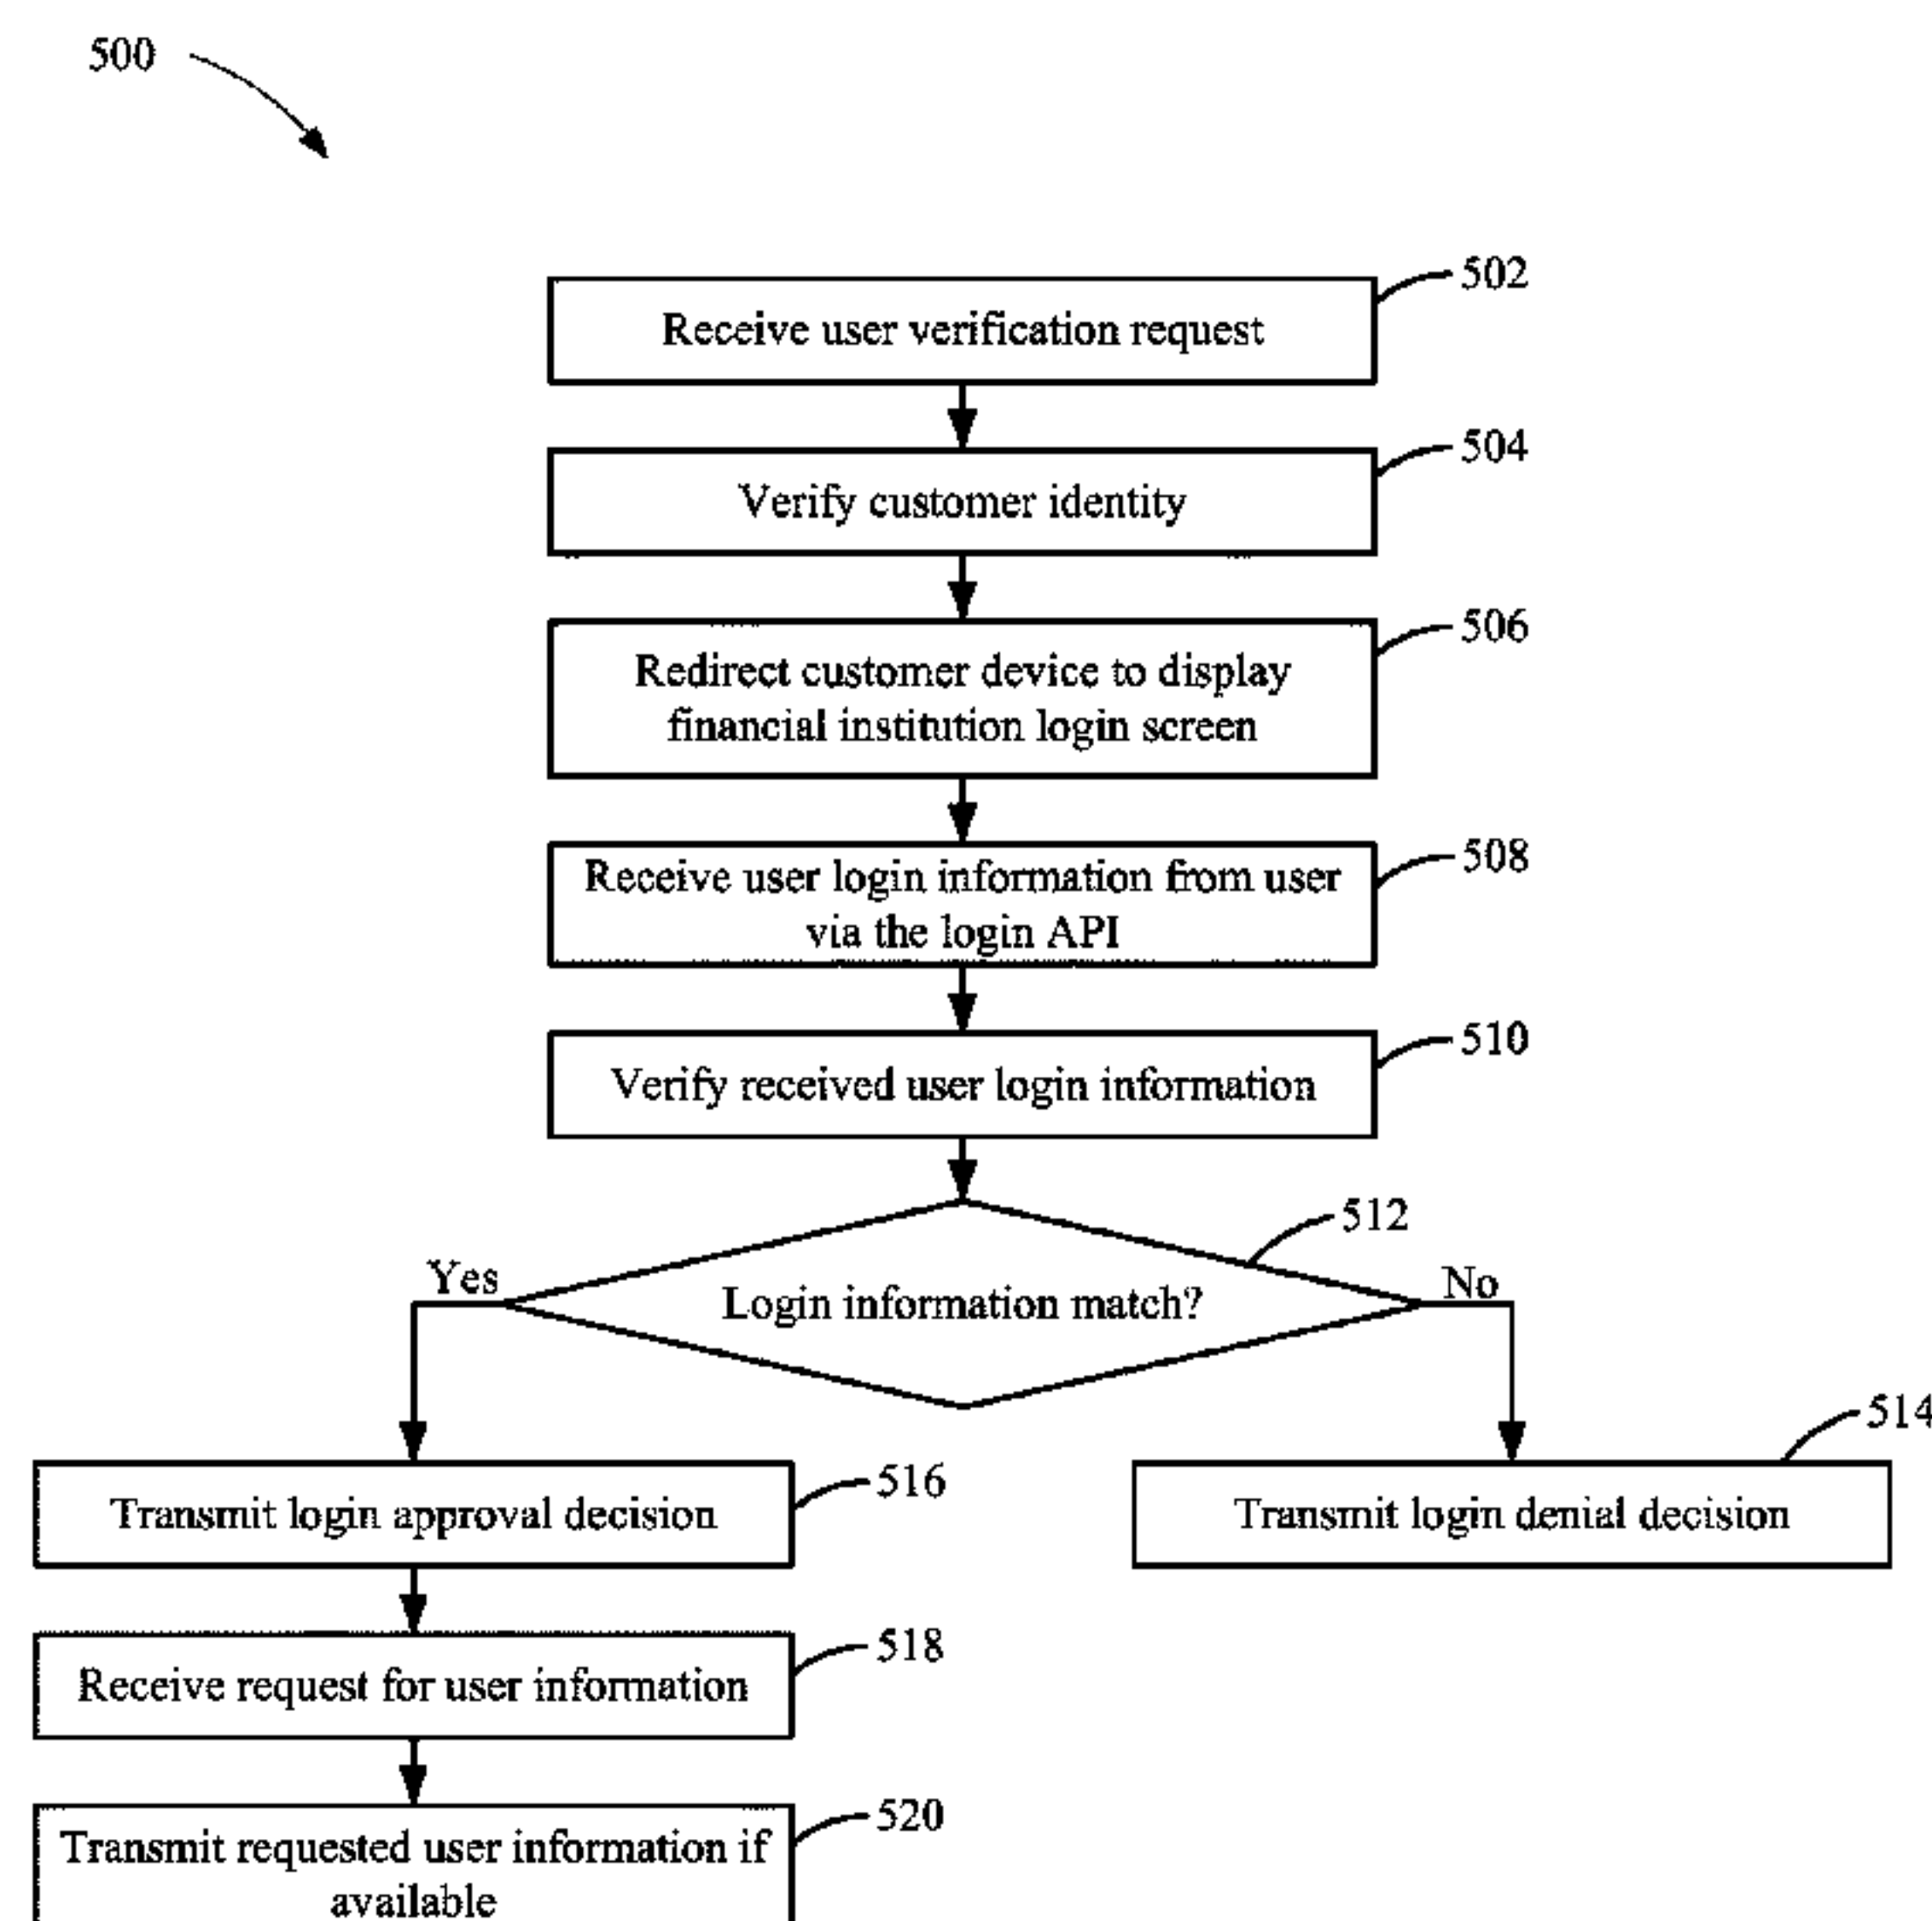 500
502
Receive user verification request
504
Verify customer identity
506
Redirect customer device to display
financial institution login screen
508
Receive user login information from user
via the login API
510
Verify received user login information
512
Yes
No
Login information match?
514
516
Transmit login approval decision
Transmit login denial decision
518
Receive request for user information
520
Transmit requested user information if
available